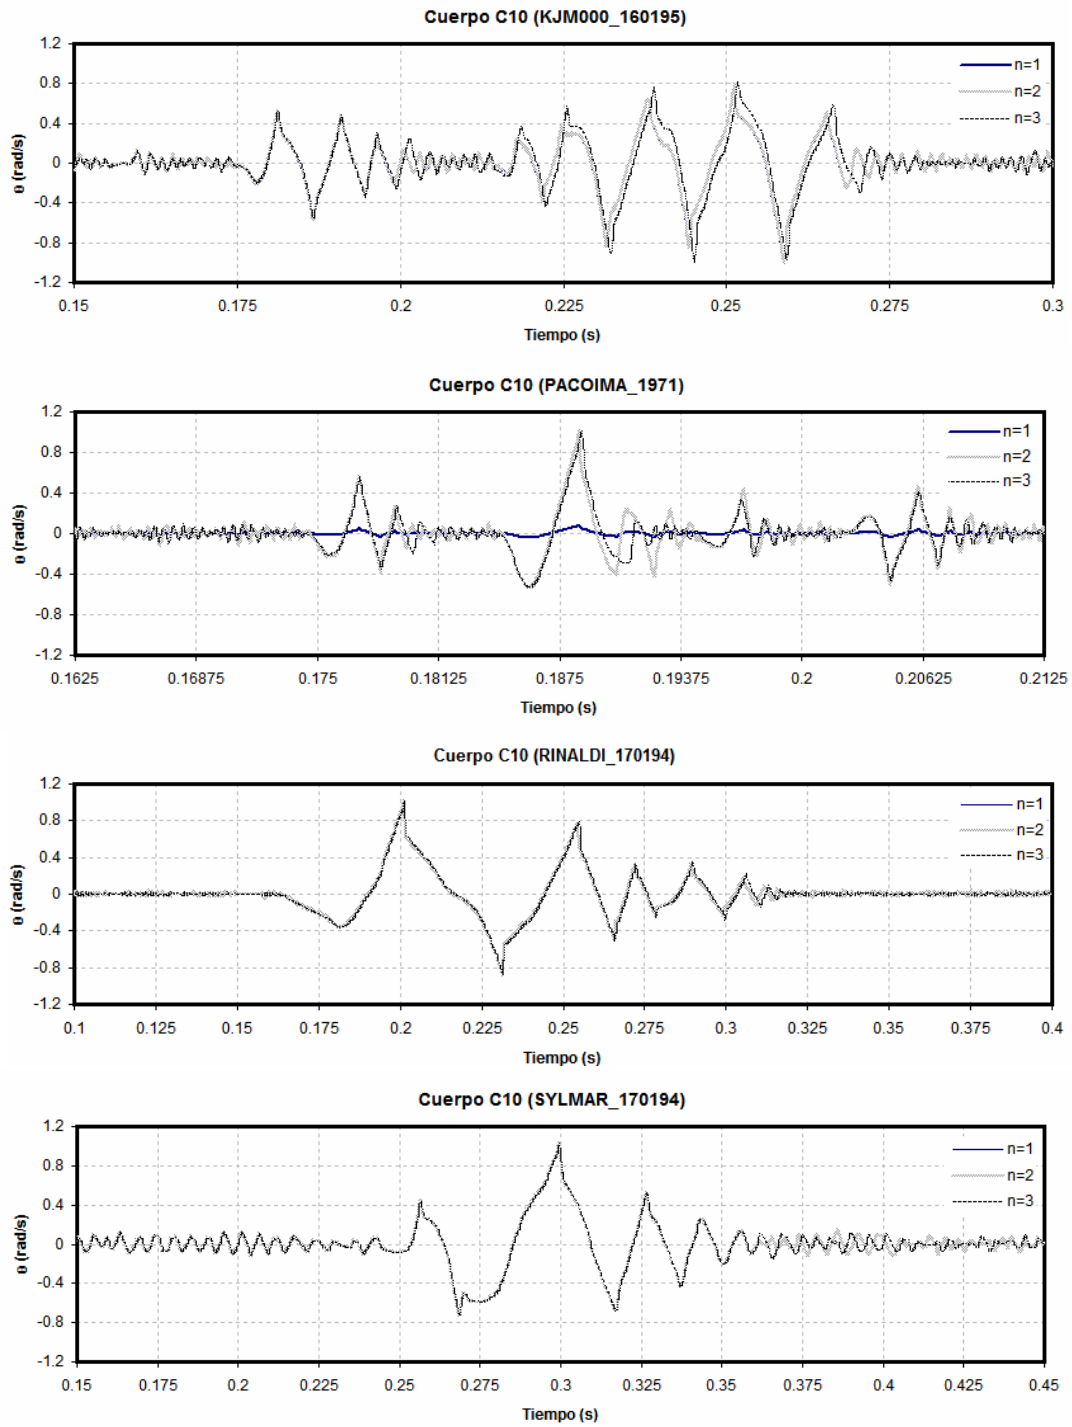 Cuerpo C10 (KJM000_160195)
1.2
0.8
0.4
0
-0.4
-0.8
-1.2
θ (rad/s)
n=1
n=2
n=3
0.15 0.175 0.2 0.225 0.25 0.275 0.3
Tiempo (s)
Cuerpo C10 (PACOIMA_1971)
1.2
0.8
0.4
0
-0.4
-0.8
-1.2
θ (rad/s)
n=1
n=2
n=3
0.1625 0.16875 0.175 0.18125 0.1875 0.19375 0.2 0.20625 0.2125
Tiempo (s)
Cuerpo C10 (RINALDI_170194)
1.2
0.8
0.4
0
-0.4
-0.8
-1.2
θ (rad/s)
n=1
n=2
n=3
0.1 0.125 0.15 0.175 0.2 0.225 0.25 0.275 0.3 0.325 0.35 0.375 0.4
Tiempo (s)
Cuerpo C10 (SYLMAR_170194)
1.2
0.8
0.4
0
-0.4
-0.8
-1.2
θ (rad/s)
n=1
n=2
n=3
0.15 0.175 0.2 0.225 0.25 0.275 0.3 0.325 0.35 0.375 0.4 0.425 0.45
Tiempo (s)